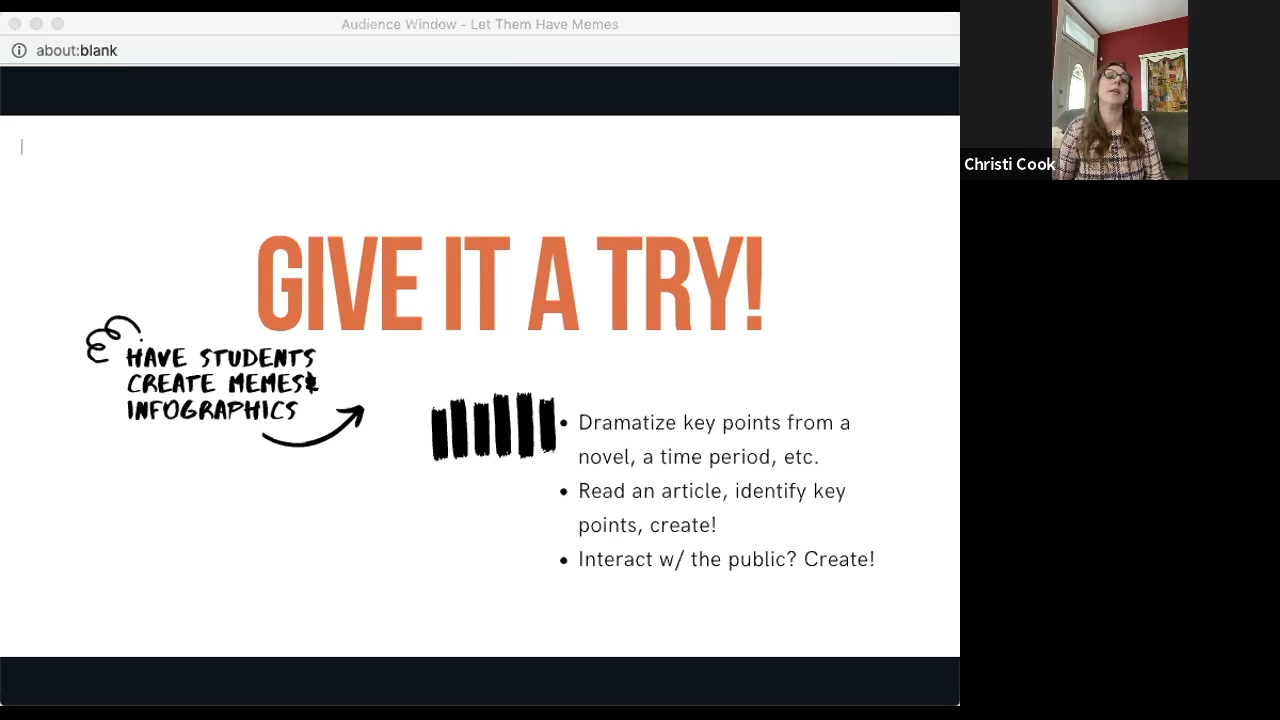 Audience Window - Let Them Have Memes
about:blank
Christi Cook
GIVE IT A TRY!
HAVE STUDENTS
CREATE MEMES&
INFOGRAPHICS
• Dramatize key points from a
novel, a time period, etc.
• Read an article, identify key
points, create!
• Interact w/ the public? Create!